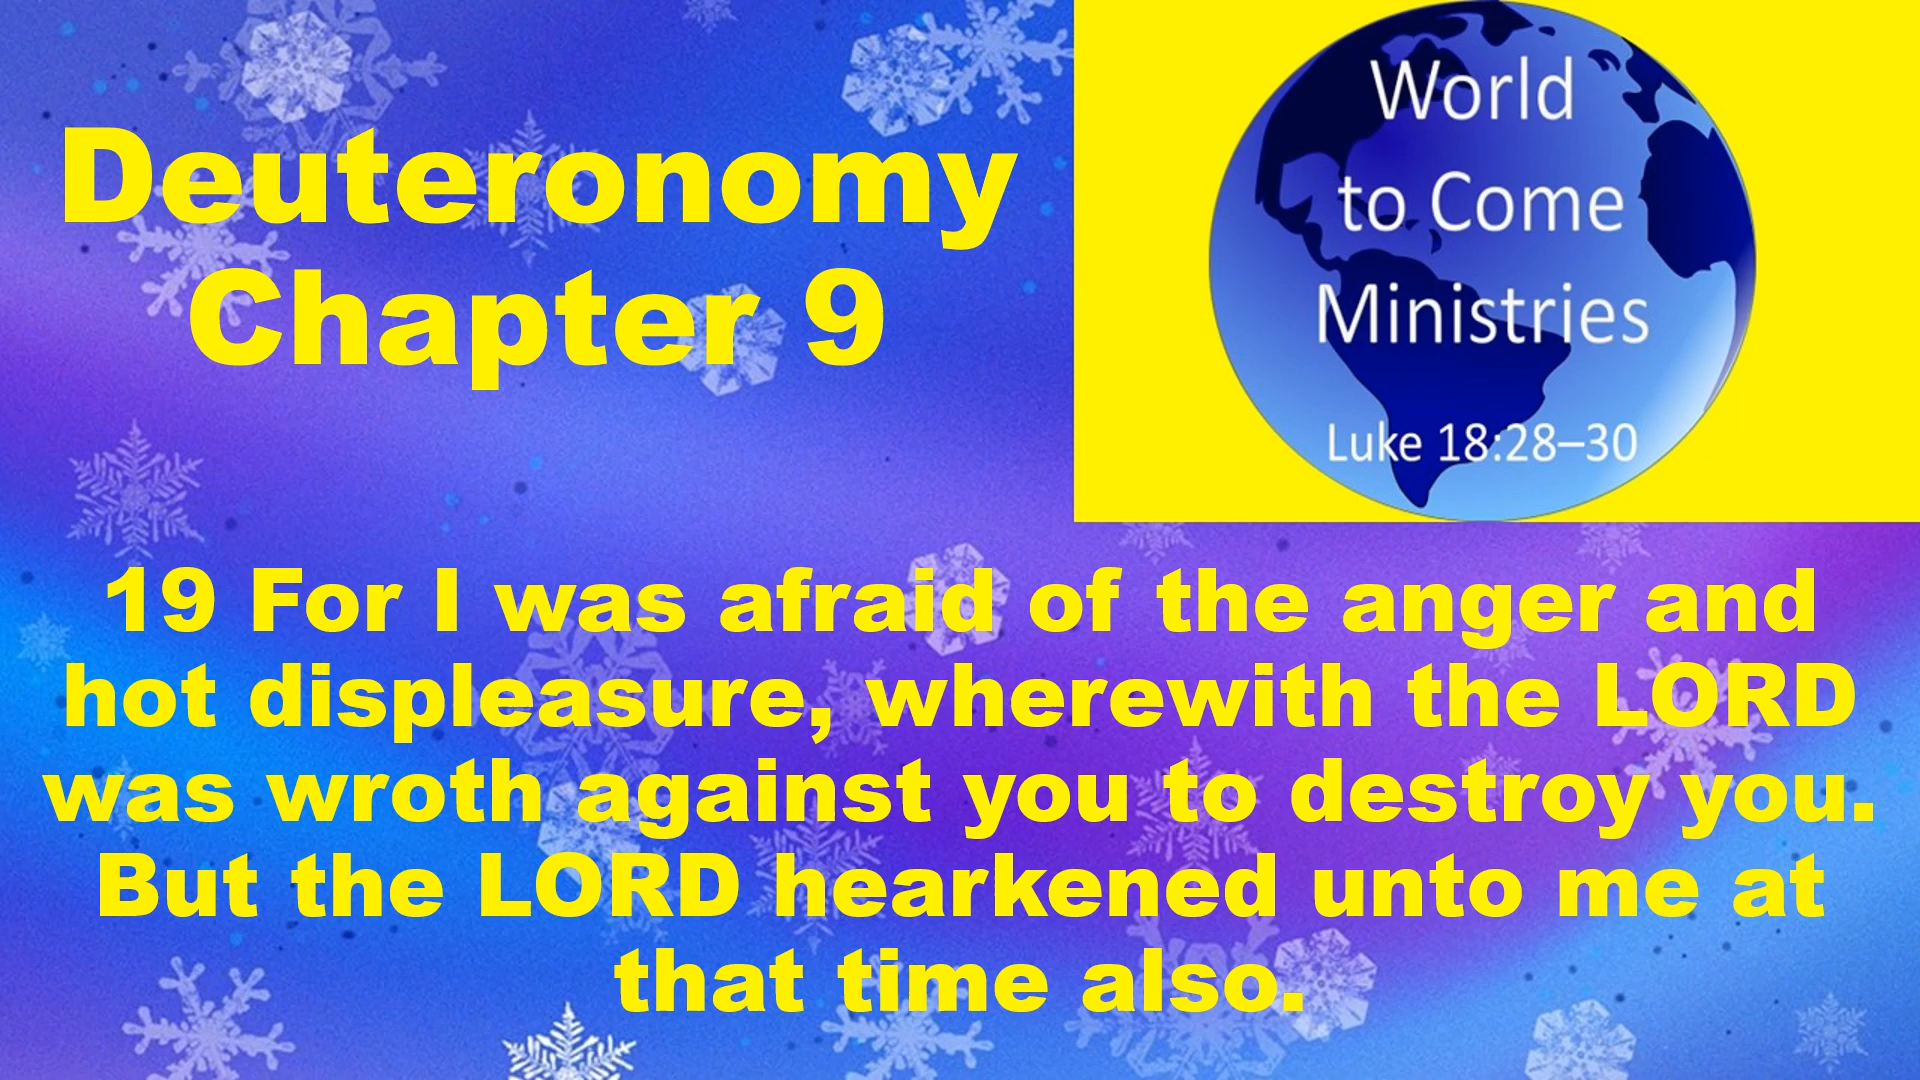 Deuteronomy
Chapter 9
World
to Come
Ministries
Luke 18:28–30
19 For I was afraid of the anger and
hot displeasure, wherewith the LORD
was wroth against you to destroy you.
But the LORD hearkened unto me at
that time also.